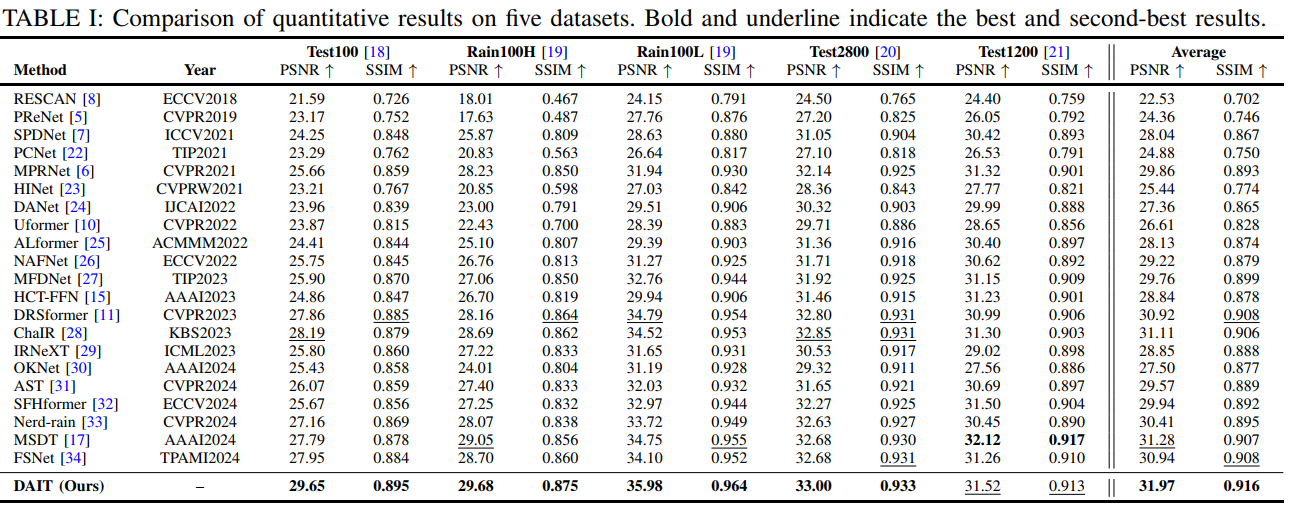 TABLE I: Comparison of quantitative results on five datasets. Bold and underline indicate the best and second-best results.
Test100 [18] Rain100H [19] Rain100L [19] Test2800 [20] Test1200 [21] Average
Method Year PSNR ↑ SSIM ↑ PSNR ↑ SSIM ↑ PSNR ↑ SSIM ↑ PSNR ↑ SSIM ↑ PSNR ↑ SSIM ↑ PSNR ↑ SSIM ↑
RESCAN [8] ECCV2018 21.59 0.726 18.01 0.467 24.15 0.791 24.50 0.765 24.40 0.759 22.53 0.702
PReNet [5] CVPR2019 23.17 0.752 17.63 0.487 27.76 0.876 27.20 0.825 26.05 0.792 24.36 0.746
SPDNet [7] ICCV2021 24.25 0.848 25.87 0.809 28.63 0.880 31.05 0.904 30.42 0.893 28.04 0.867
PCNet [22] TIP2021 23.29 0.762 20.83 0.563 26.64 0.817 27.10 0.818 26.53 0.791 24.88 0.750
MPRNet [6] CVPR2021 25.66 0.859 28.23 0.850 31.94 0.930 32.14 0.925 31.32 0.901 29.86 0.893
HINet [23] CVPRW2021 23.21 0.767 20.85 0.598 27.03 0.842 28.36 0.843 27.77 0.821 25.44 0.774
DANet [24] IJCAI2022 23.96 0.839 23.00 0.791 29.51 0.906 30.32 0.903 29.99 0.888 27.36 0.865
Uformer [10] CVPR2022 23.87 0.815 22.43 0.700 28.39 0.883 29.71 0.886 28.65 0.856 26.61 0.828
ALformer [25] ACMMM2022 24.41 0.844 25.10 0.807 29.39 0.903 31.36 0.916 30.40 0.897 28.13 0.874
NAFNet [26] ECCV2022 25.75 0.845 26.76 0.813 31.27 0.925 31.71 0.918 30.62 0.892 29.22 0.879
MFDNet [27] TIP2023 25.90 0.870 27.06 0.850 32.76 0.944 31.92 0.925 31.15 0.909 29.76 0.899
HCT-FFN [15] AAAI2023 24.86 0.847 26.70 0.819 29.94 0.906 31.46 0.915 31.23 0.901 28.84 0.878
DRSformer [11] CVPR2023 27.86 0.885 28.16 0.864 34.79 0.954 32.80 0.931 30.99 0.906 30.92 0.908
ChaIR [28] KBS2023 28.19 0.879 28.69 0.862 34.52 0.953 32.85 0.931 31.30 0.903 31.11 0.906
IRNeXT [29] ICML2023 25.80 0.860 27.22 0.833 31.65 0.931 30.53 0.917 29.02 0.898 28.85 0.888
OKNet [30] AAAI2024 25.43 0.858 24.01 0.804 31.19 0.928 29.32 0.911 27.56 0.886 27.50 0.877
AST [31] CVPR2024 26.07 0.859 27.40 0.833 32.03 0.932 31.65 0.921 30.69 0.897 29.57 0.889
SFHformer [32] ECCV2024 25.67 0.856 27.25 0.832 32.97 0.944 32.27 0.925 31.50 0.904 29.94 0.892
Nerd-rain [33] CVPR2024 27.16 0.869 28.07 0.838 33.72 0.949 32.63 0.927 30.45 0.890 30.41 0.895
MSDT [17] AAAI2024 27.79 0.878 29.05 0.856 34.75 0.955 32.68 0.930 32.12 0.917 31.28 0.907
FSNet [34] TPAMI2024 27.95 0.884 28.70 0.860 34.10 0.952 32.68 0.931 31.26 0.910 30.94 0.908
DAIT (Ours) – 29.65 0.895 29.68 0.875 35.98 0.964 33.00 0.933 31.52 0.913 31.97 0.916